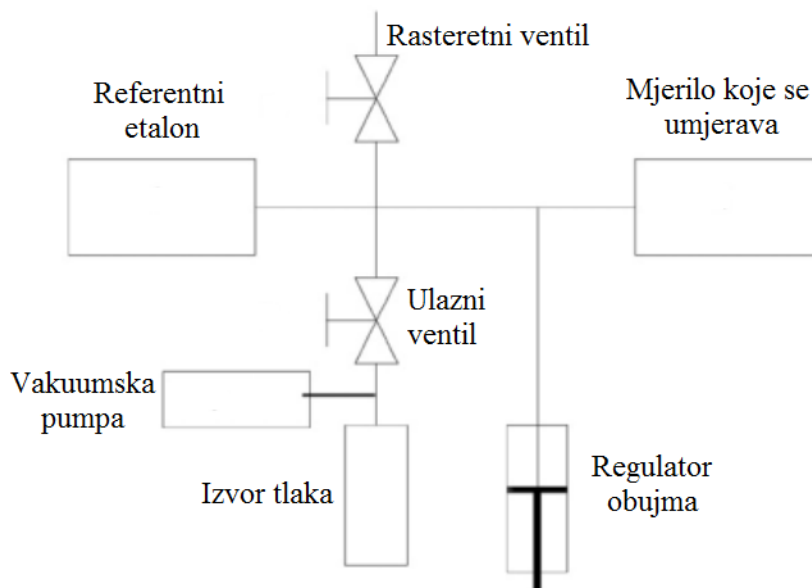 Rasteretni ventil
Referentni
etalon
Mjerilo koje se
umjerava
Ulazni
ventil
Vakuumska
pumpa
Izvor tlaka
Regulator
obujma